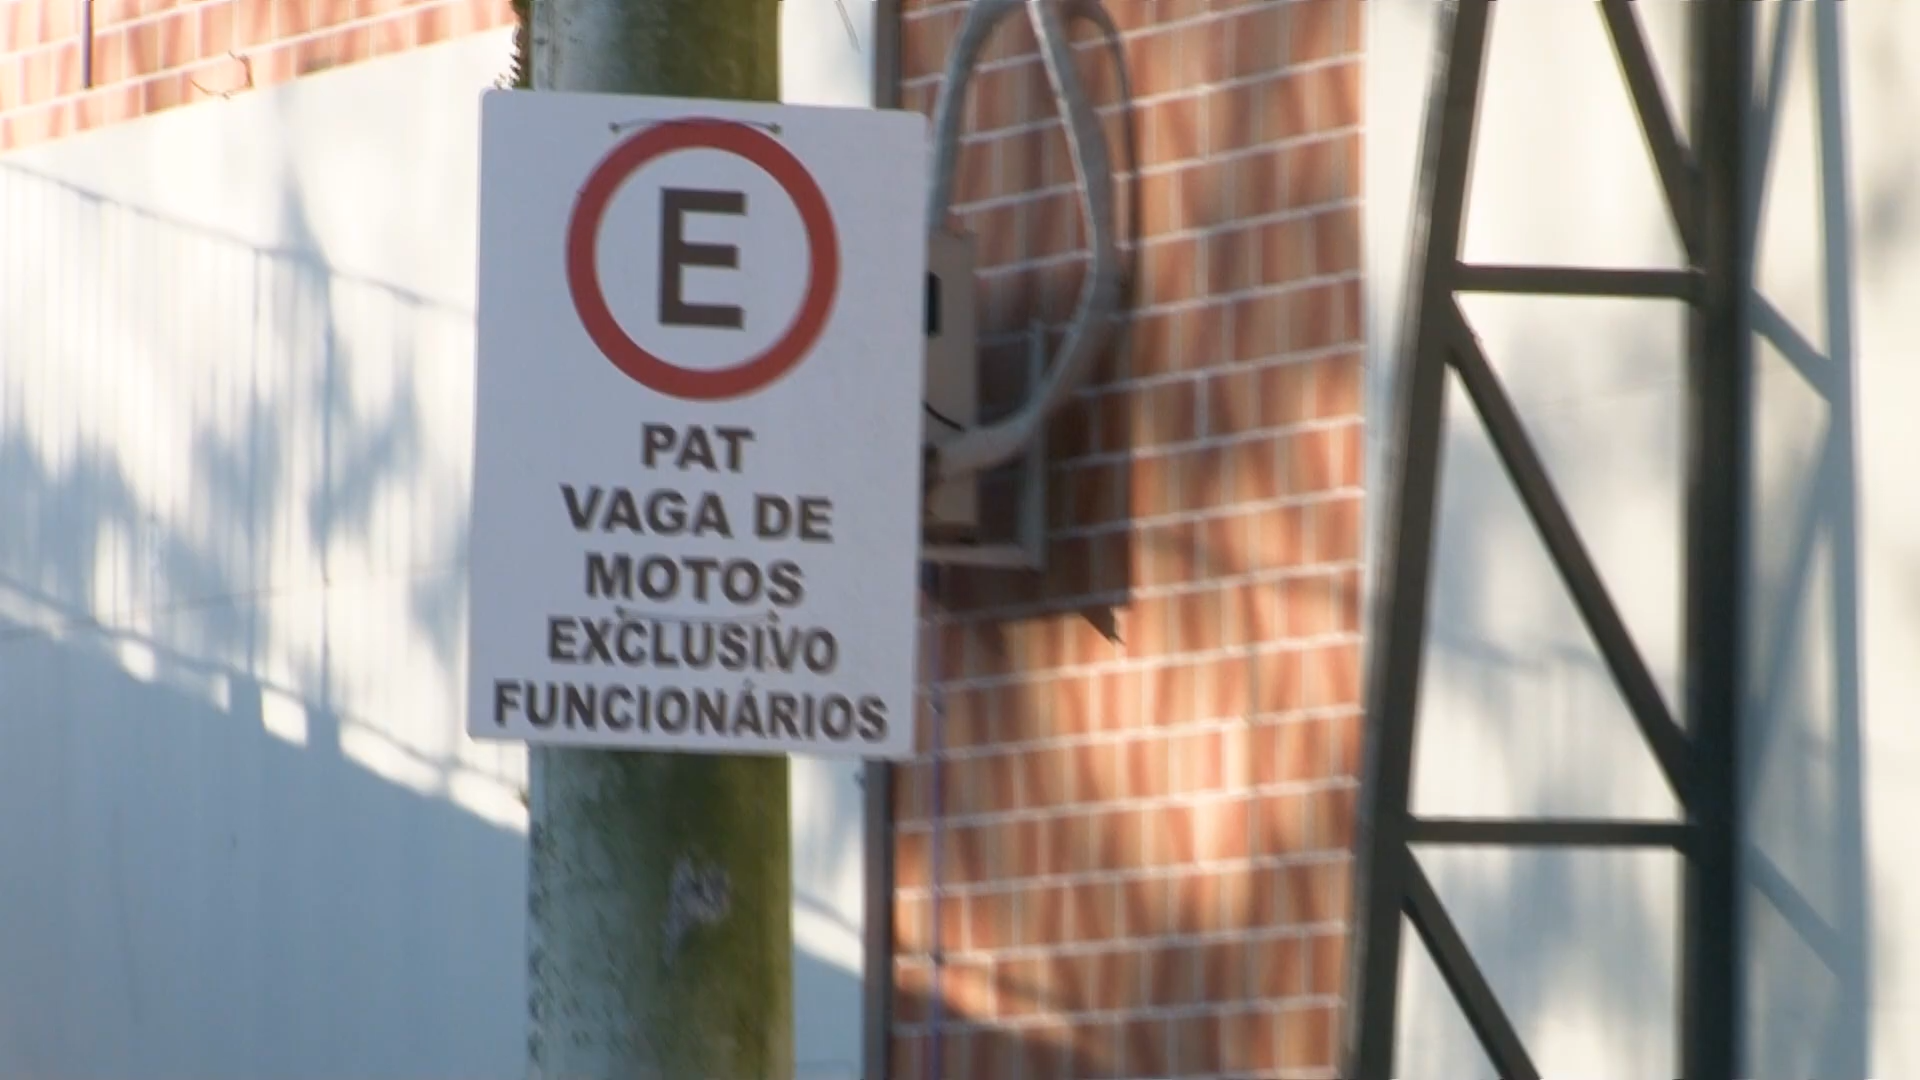 E
PAT
VAGA DE
MOTOS
EXCLUSIVO
FUNCIONÁRIOS